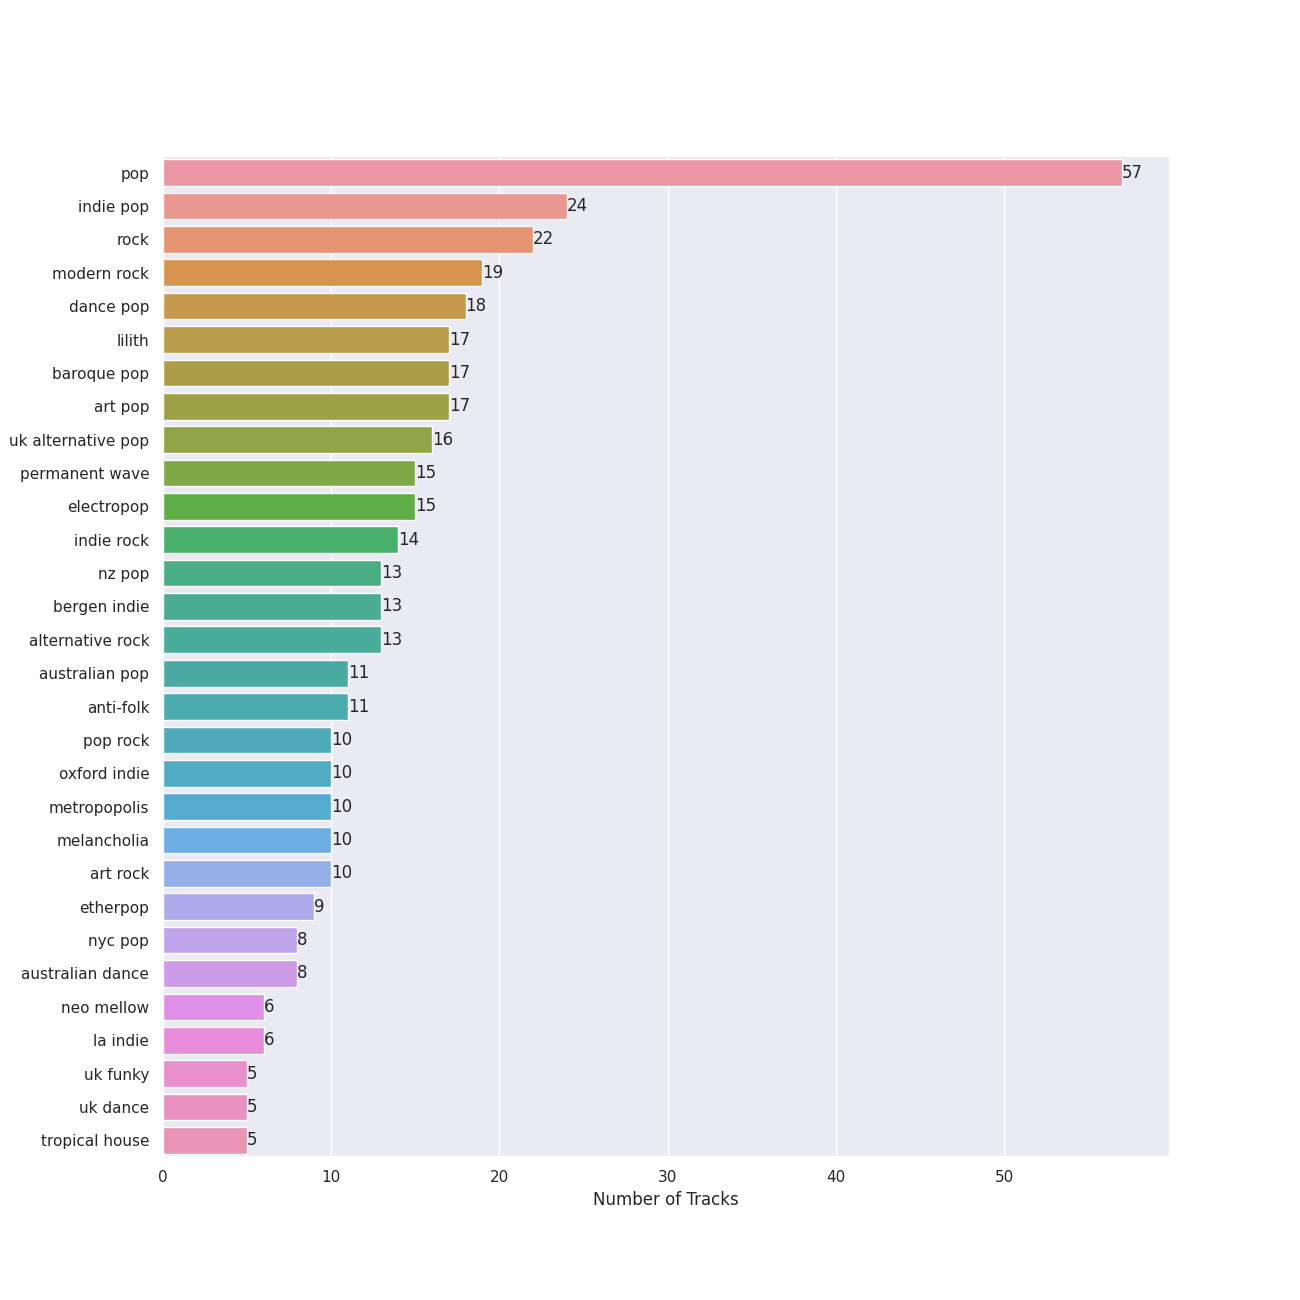 pop 57
indie pop 24
rock 22
modern rock 19
dance pop 18
lilith 17
baroque pop 17
art pop 17
uk alternative pop 16
permanent wave 15
electropop 15
indie rock 14
nz pop 13
bergen indie 13
alternative rock 13
australian pop 11
anti-folk 11
pop rock 10
oxford indie 10
metropopolis 10
melancholia 10
art rock 10
etherpop 9
nyc pop 8
australian dance 8
neo mellow 6
la indie 6
uk funky 5
uk dance 5
tropical house 5
0 10 20 30 40 50
Number of Tracks